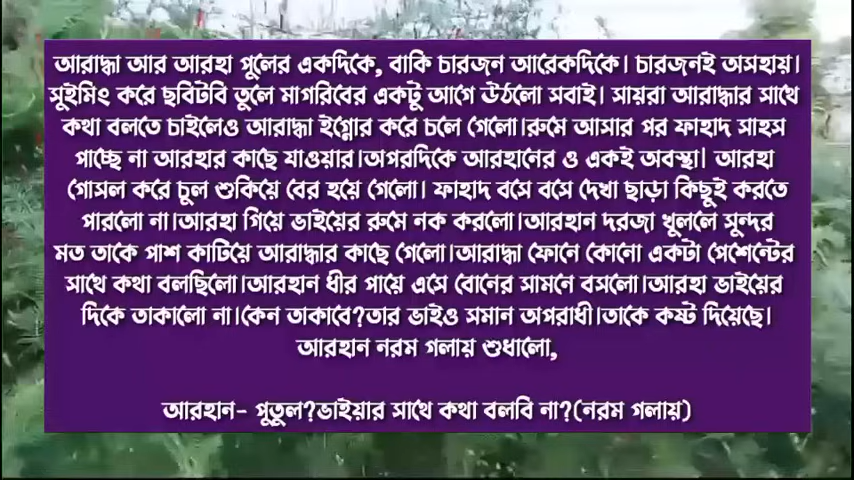 আরাদ্ধা আর আরহা পুলের একদিকে, বাকি চারজন আরেকদিকে। চারজনই অসহায়।
সুইমিং করে ছবিটবি তুলে মাগরিবের একটু আগে উঠলো সবাই। সায়রা আরাদ্ধার সাথে
কথা বলতে চাইলেও আরাদ্ধা ইগ্নোর করে চলে গেলো।রুমে আসার পর ফাহাদ সাহস
পাচ্ছে না আরহার কাছে যাওয়ার।অপরদিকে আরহানের ও একই অবস্থা। আরহা
গোসল করে চুল শুকিয়ে বের হয়ে গেলো। ফাহাদ বসে বসে দেখা ছাড়া কিছুই করতে
পারলো না।আরহা গিয়ে ভাইয়ের রুমে নক করলো।আরহান দরজা খুললে সুন্দর
মত তাকে পাশ কাটিয়ে আরাদ্ধার কাছে গেলো।আরাদ্ধা ফোনে কোনো একটা পেশেন্টের
সাথে কথা বলছিলো।আরহান ধীর পায়ে এসে বোনের সামনে বসলো।আরহা ভাইয়ের
দিকে তাকালো না।কেন তাকাবে?তার ভাইও সমান অপরাধী।তাকে কষ্ট দিয়েছে।
আরহান নরম গলায় শুধালো,
আরহান- পুতুল?ভাইয়ার সাথে কথা বলবি না?(নরম গলায়)